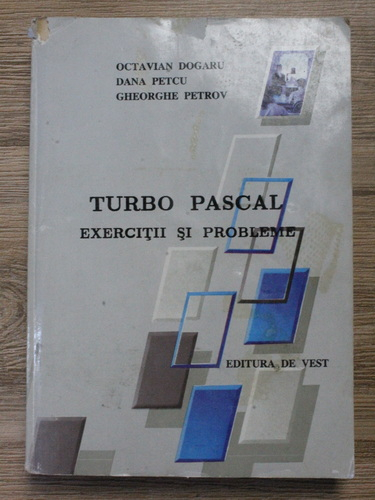 OCTAVIAN DOGARU
DANA PETCU
GHEORGHE PETROV
TURBO PASCAL
EXERCIŢII ŞI PROBLEME
EDITURA DE VEST